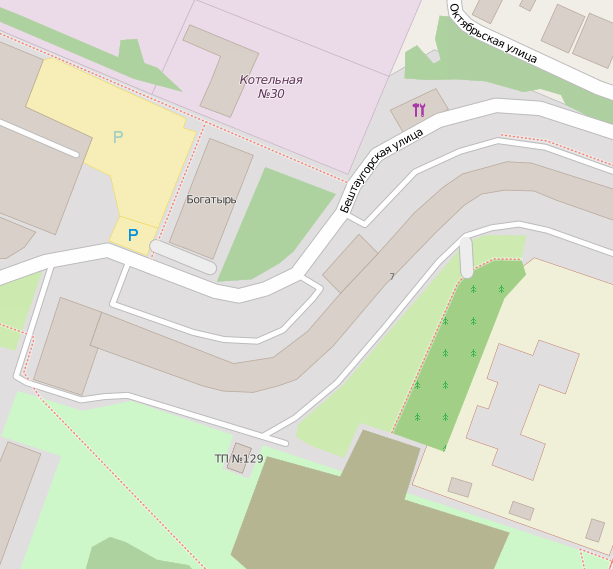 Октябрьская улица
Котельная
№30
P
Бештаугорская улица
Богатырь
P
7
ТП №129